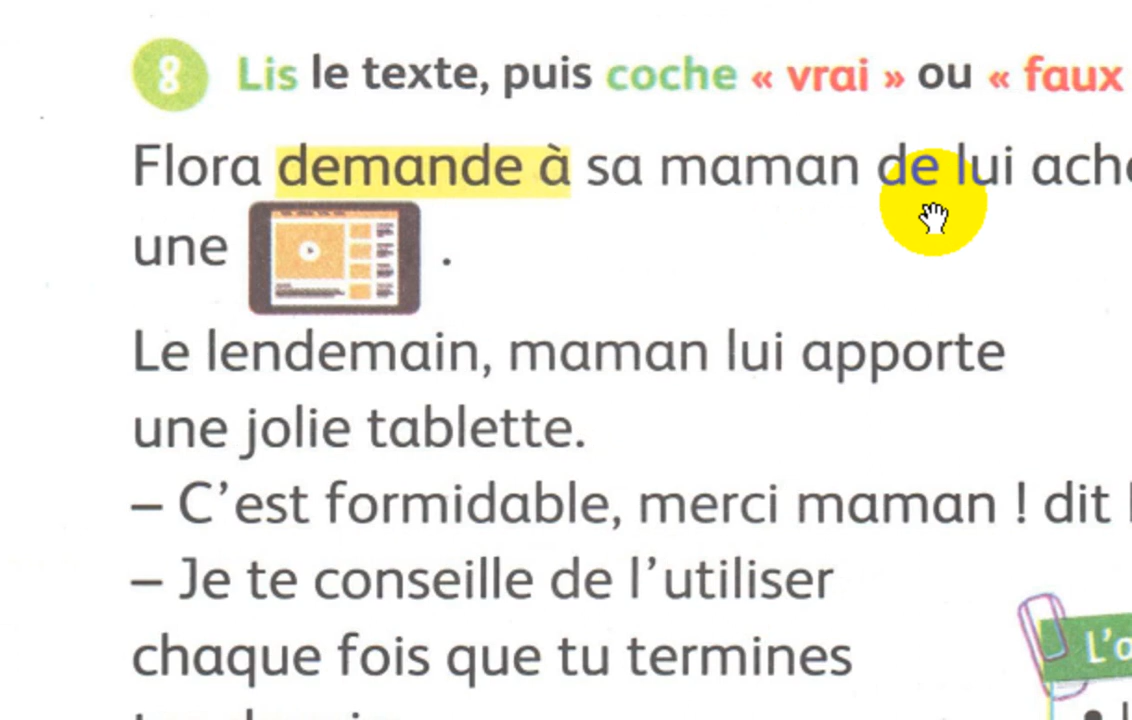 8 Lis le texte, puis coche « vrai » ou « faux
Flora demande à sa maman de lui
une .
Le lendemain, maman lui apporte
une jolie tablette.
– C’est formidable, merci maman ! dit
– Je te conseille de l’utiliser
chaque fois que tu termines